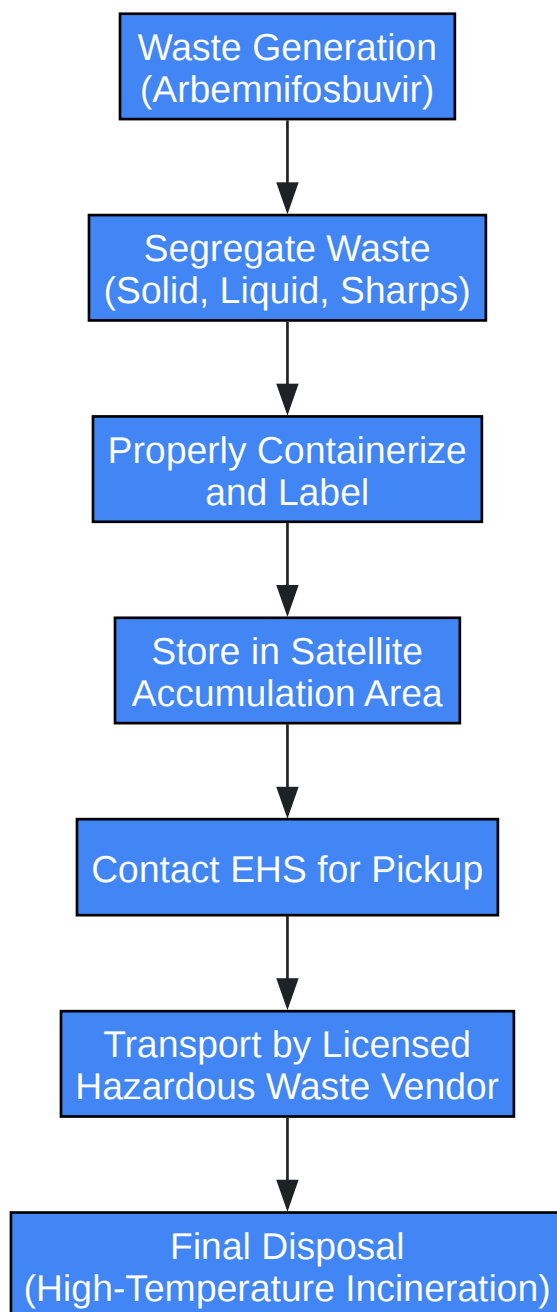 Waste Generation
(Arbemnifosbuvir)
Segregate Waste
(Solid, Liquid, Sharps)
Properly Containerize
and Label
Store in Satellite
Accumulation Area
Contact EHS for Pickup
Transport by Licensed
Hazardous Waste Vendor
Final Disposal
(High-Temperature Incineration)